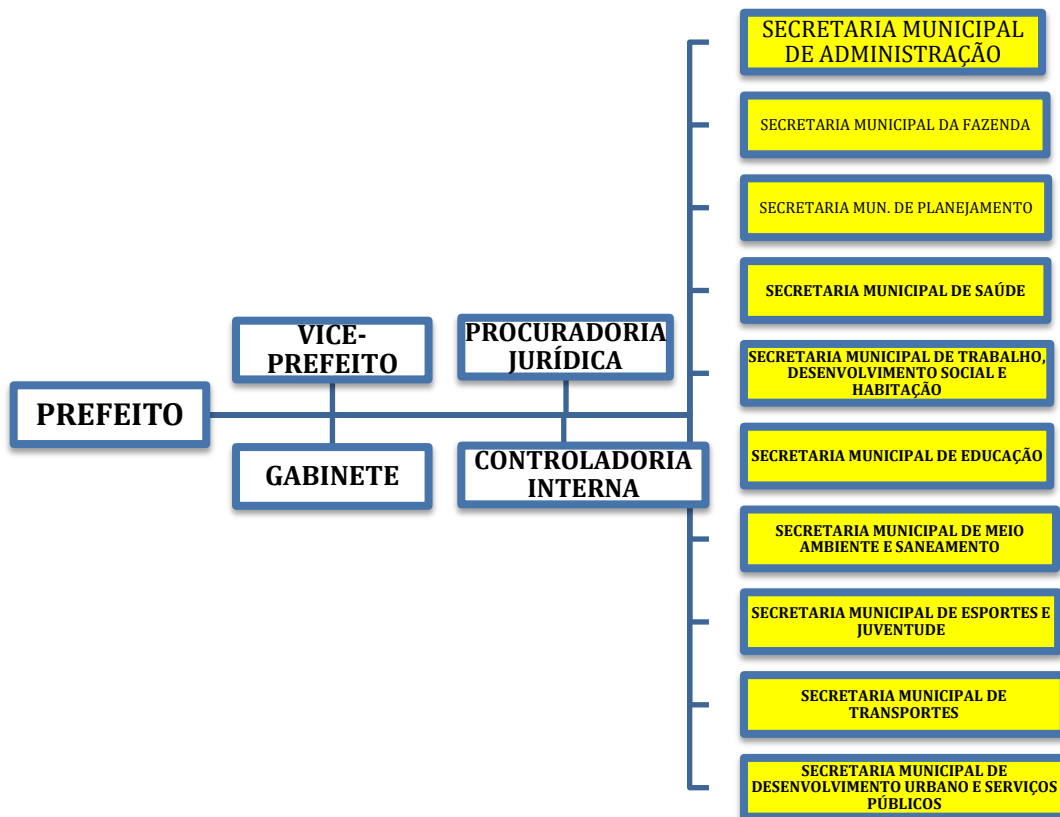 PREFEITO
VICE-
PREFEITO
GABINETE
PROCURADORIA
JURÍDICA
CONTROLADORIA
INTERNA
SECRETARIA MUNICIPAL
DE ADMINISTRAÇÃO
SECRETARIA MUNICIPAL DA FAZENDA
SECRETARIA MUN. DE PLANEJAMENTO
SECRETARIA MUNICIPAL DE SAÚDE
SECRETARIA MUNICIPAL DE TRABALHO,
DESENVOLVIMENTO SOCIAL E
HABITAÇÃO
SECRETARIA MUNICIPAL DE EDUCAÇÃO
SECRETARIA MUNICIPAL DE MEIO
AMBIENTE E SANEAMENTO
SECRETARIA MUNICIPAL DE ESPORTES E
JUVENTUDE
SECRETARIA MUNICIPAL DE
TRANSPORTES
SECRETARIA MUNICIPAL DE
DESENVOLVIMENTO URBANO E SERVIÇOS
PÚBLICOS